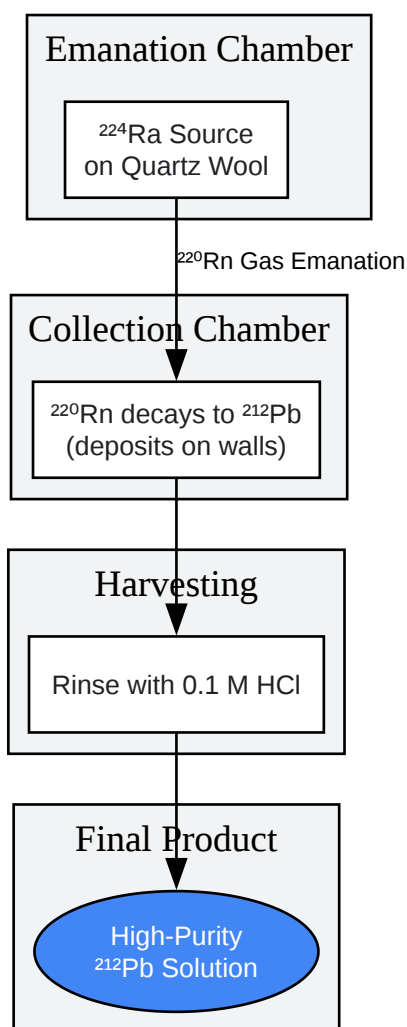 Emanation Chamber
²²⁴Ra Source
on Quartz Wool
²²⁰Rn Gas Emanation
Collection Chamber
²²⁰Rn decays to ²¹²Pb
(deposits on walls)
Harvesting
Rinse with 0.1 M HCl
Final Product
High-Purity
²¹²Pb Solution